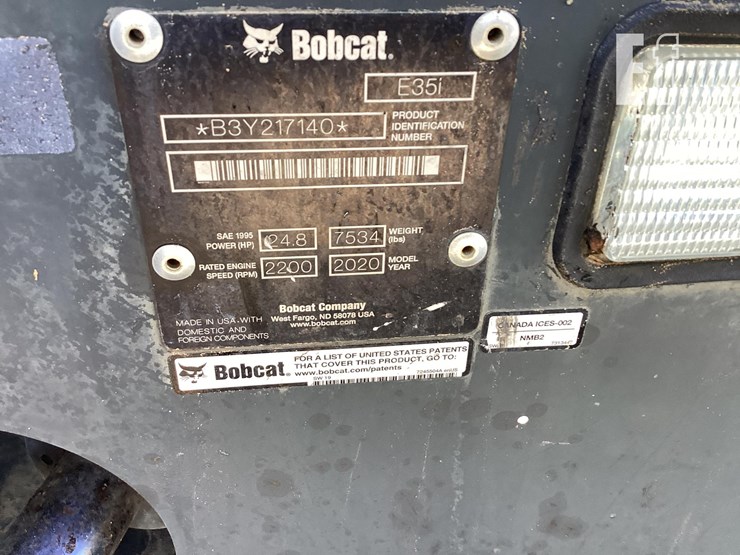 Bobcat.
E35i
*B3Y217140*
PRODUCT
IDENTIFICATION
NUMBER
SAE 1995
POWER (HP)
24.8
7534
WEIGHT
(lbs)
RATED ENGINE
SPEED (RPM)
2200
2020
MODEL
YEAR
Bobcat Company
West Fargo, ND 58078 USA
www.bobcat.com
MADE IN USA WITH
DOMESTIC AND
FOREIGN COMPONENTS
CANADA ICES-002
NMB2
Bobcat.
FOR A LIST OF UNITED STATES PATENTS
THAT COVER THIS PRODUCT, GO TO:
www.bobcat.com/patents